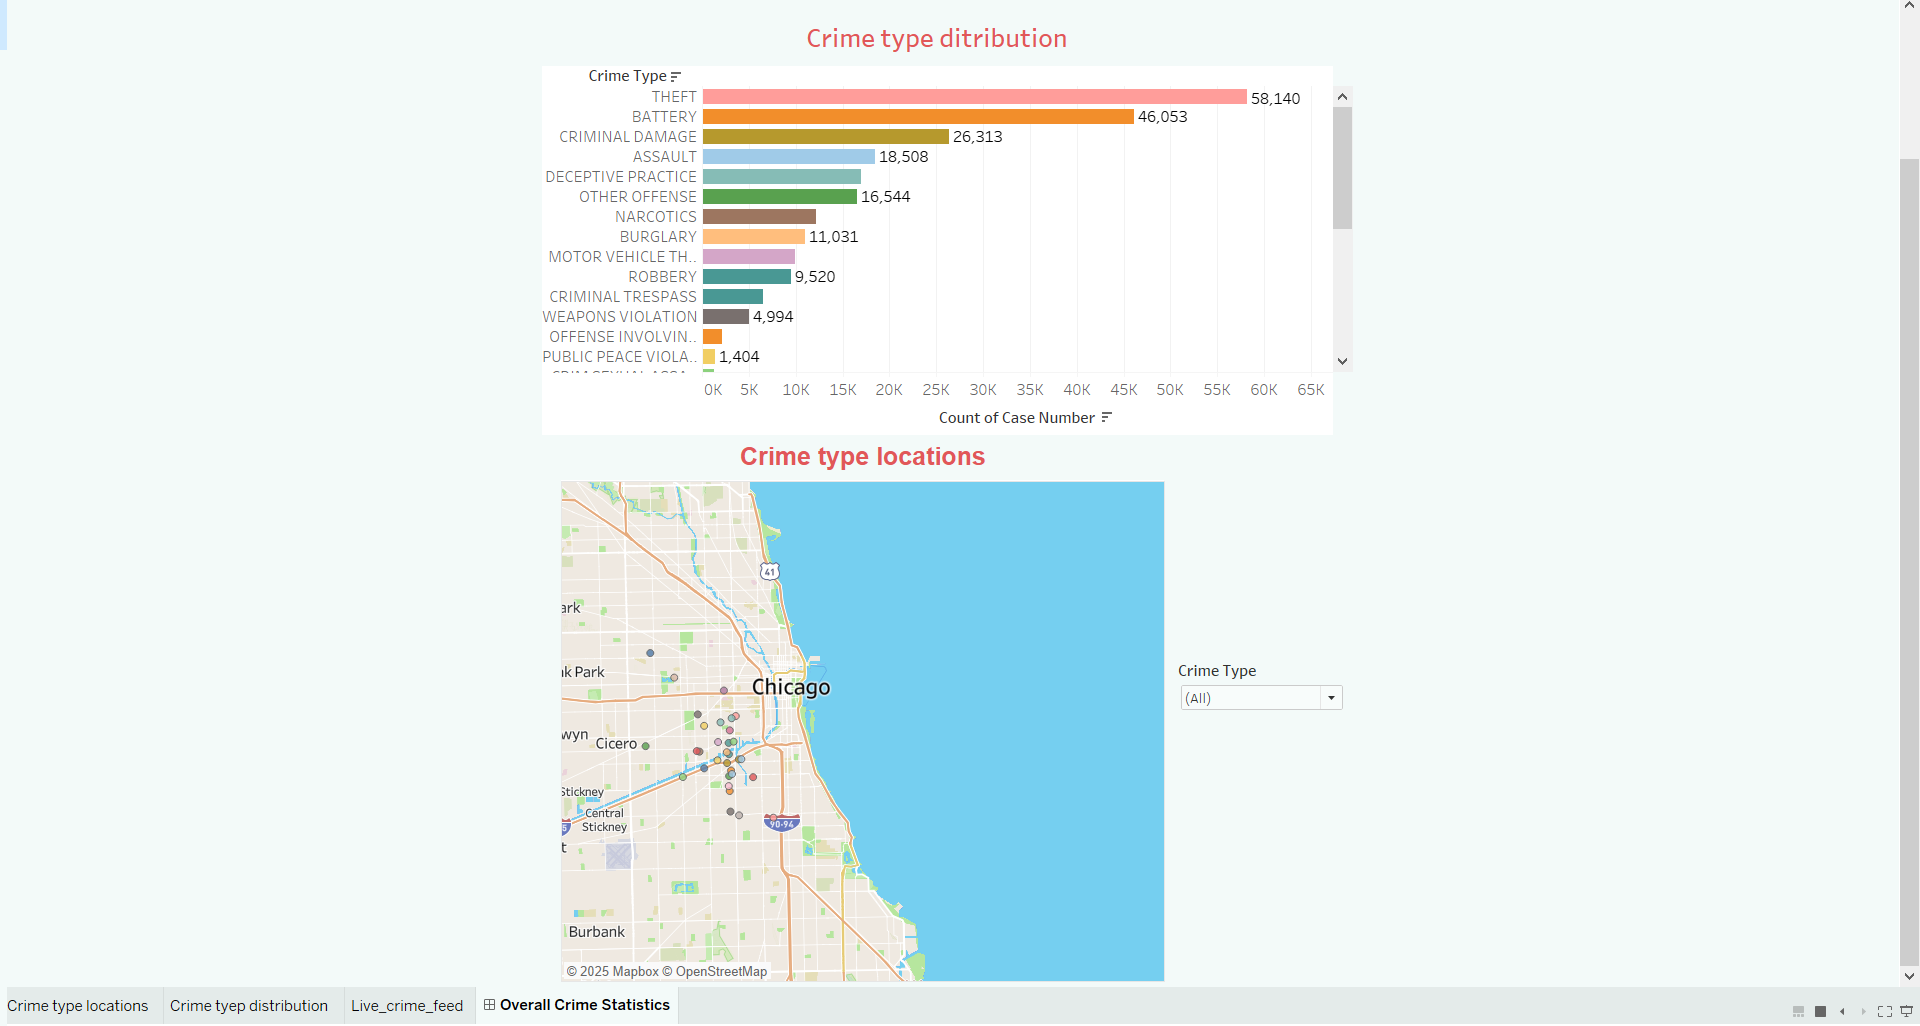 Crime type ditribution
Crime Type
THEFT 58,140
BATTERY 46,053
CRIMINAL DAMAGE 26,313
ASSAULT 18,508
DECEPTIVE PRACTICE
OTHER OFFENSE 16,544
NARCOTICS
BURGLARY 11,031
MOTOR VEHICLE TH..
ROBBERY 9,520
CRIMINAL TRESPASS
WEAPONS VIOLATION 4,994
OFFENSE INVOLVIN..
PUBLIC PEACE VIOLA.. 1,404
0K 5K 10K 15K 20K 25K 30K 35K 40K 45K 50K 55K 60K 65K
Count of Case Number
Crime type locations
41
ark
k Park
Chicago
Crime Type
(All)
wyn
Cicero
Stickney
Central
Stickney
90-94
5
t
Burbank
© 2025 Mapbox © OpenStreetMap
Crime type locations Crime tyep distribution Live_crime_feed Overall Crime Statistics